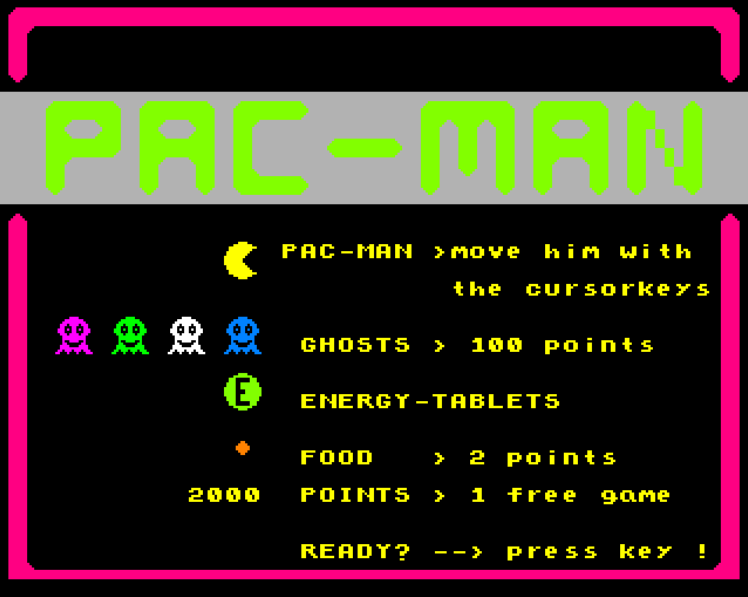 PAC-MAN
PAC-MAN >move him with
the cursorkeys
GHOSTS > 100 points
E ENERGY-TABLETS
FOOD > 2 points
2000 POINTS > 1 free game
READY? --> press key !